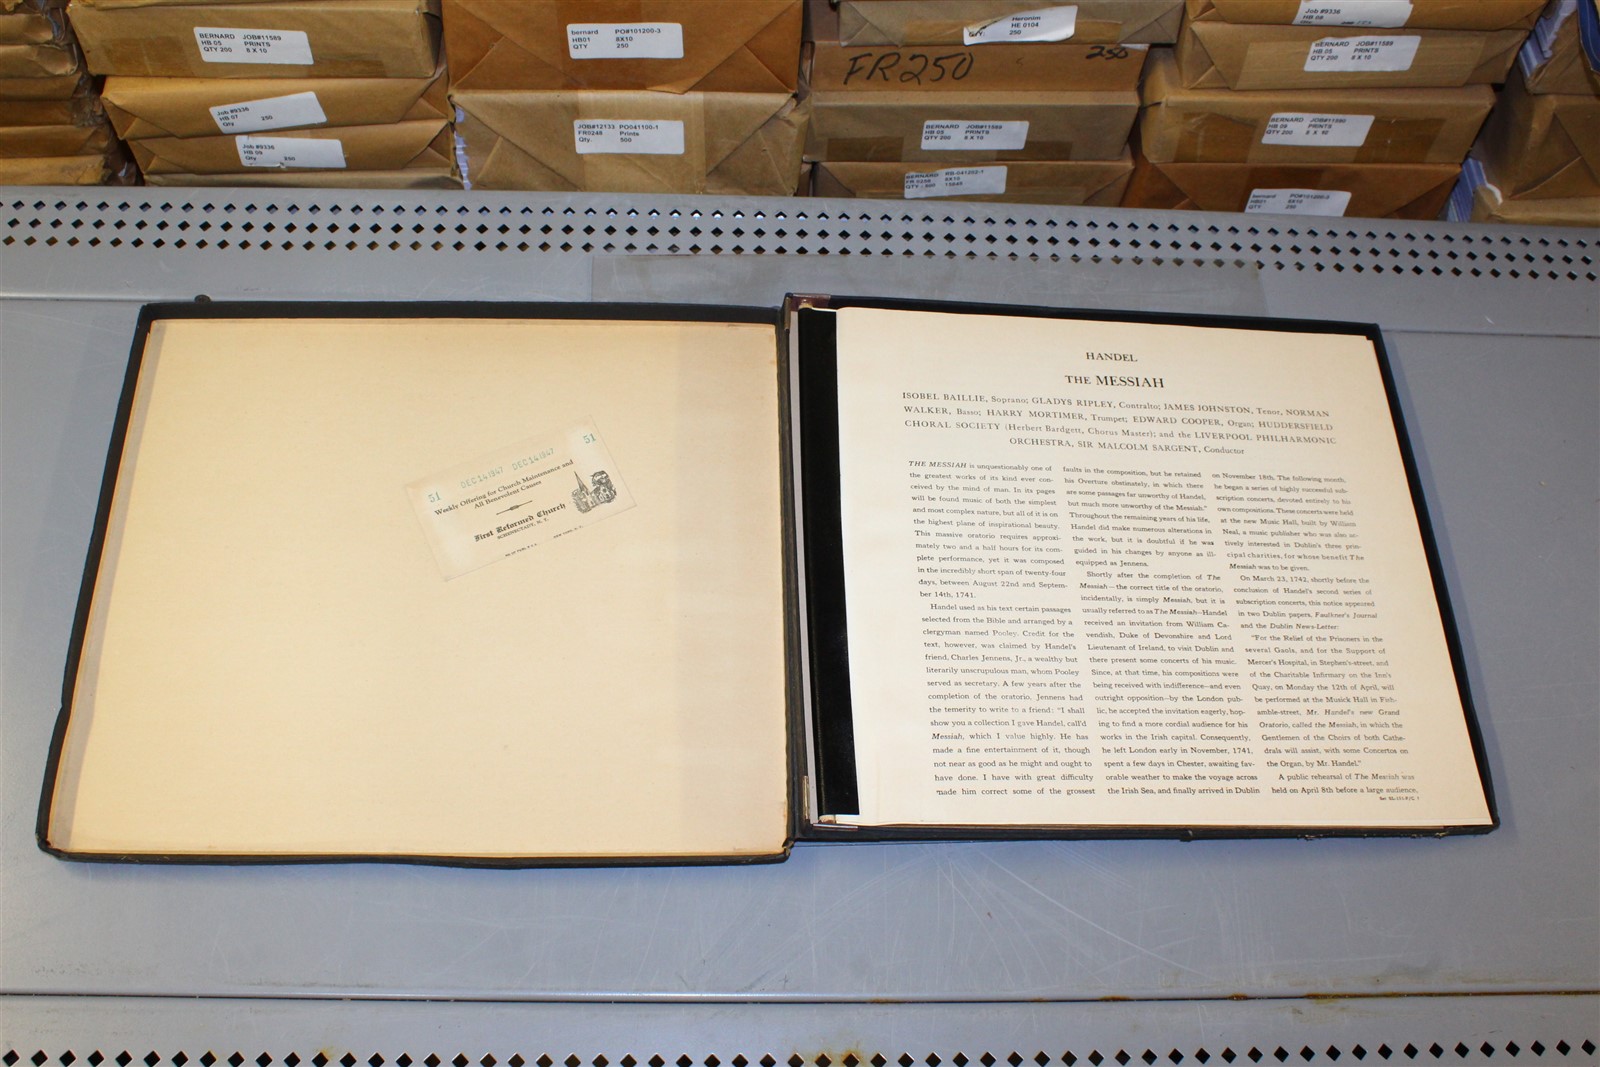 BERNARD JOB#11589
HB 05 PRINTS
QTY 200 8 X 10
Job #9336
HB 07
Qty 250
Job #9336
HB 09
Qty 250
bernard PO#101200-3
HB01 8X10
QTY 250
JOB#12133 PO041100-1
FR0248 Prints
Qty. 500
Heronim
HE 0104
250
FR250 250
BERNARD JOB#11589
HB 05 PRINTS
QTY 200 8 X 10
BERNARD RB-041202-1
QTY - 500
Job #9336
BERNARD JOB#11589
HB 05 PRINTS
QTY 200 8 X 10
BERNARD
PRINTS
QTY 200 8 X 10
bernard PO#101200-3
HB01 8X10
QTY 250
51 DEC 14 1947 DEC 14 1947 51
Weekly Offering for Church Maintenance and
All Benevolent Causes
First Reformed Church
SCHENECTADY, N. Y.
HANDEL
THE MESSIAH
ISOBEL BAILLIE, Soprano; GLADYS RIPLEY, Contralto; JAMES JOHNSTON, Tenor, NORMAN
WALKER, Basso; HARRY MORTIMER, Trumpet; EDWARD COOPER, Organ; HUDDERSFIELD
CHORAL SOCIETY (Herbert Bardgett, Chorus Master); and the LIVERPOOL PHILHARMONIC
ORCHESTRA, SIR MALCOLM SARGENT, Conductor
THE MESSIAH is unquestionably one of
the greatest works of its kind ever con-
ceived by the mind of man. In its pages
will be found music of both the simplest
and most complex nature, but all of it is on
the highest plane of inspirational beauty.
This massive oratorio requires approxi-
mately two and a half hours for its com-
plete performance, yet it was composed
in the incredibly short span of twenty-four
days, between August 22nd and Septem-
ber 14th, 1741.
Handel used as his text certain passages
selected from the Bible and arranged by a
clergyman named Pooley. Credit for the
text, however, was claimed by Handel's
friend, Charles Jennens, Jr., a wealthy but
literarily unscrupulous man, whom Pooley
served as secretary. A few years after the
completion of the oratorio, Jennens had
the temerity to write to a friend: "I shall
show you a collection I gave Handel, call'd
Messiah, which I value highly. He has
made a fine entertainment of it, though
not near as good as he might and ought to
have done. I have with great difficulty
made him correct some of the grossest
faults in the composition, but he retained
his Overture obstinately, in which there
are some passages far unworthy of Handel,
but much more unworthy of the Messiah."
Throughout the remaining years of his life,
Handel did make numerous alterations in
the work, but it is doubtful if he was
guided in his changes by anyone as ill-
equipped as Jennens.
Shortly after the completion of The
Messiah—the correct title of the oratorio,
incidentally, is simply Messiah, but it is
usually referred to as The Messiah—Handel
received an invitation from William Ca-
vendish, Duke of Devonshire and Lord
Lieutenant of Ireland, to visit Dublin and
there present some concerts of his music.
Since, at that time, his compositions were
being received with indifference—and even
outright opposition—by the London pub-
lic, he accepted the invitation eagerly, hop-
ing to find a more cordial audience for his
works in the Irish capital. Consequently,
he left London early in November, 1741,
spent a few days in Chester, awaiting fav-
orable weather to make the voyage across
the Irish Sea, and finally arrived in Dublin
on November 18th. The following month,
he began a series of highly successful sub-
scription concerts, devoted entirely to his
own compositions. These concerts were held
at the new Music Hall, built by William
Neal, a music publisher who was also ac-
tively interested in Dublin's three prin-
cipal charities, for whose benefit The
Messiah was to be given.
On March 23, 1742, shortly before the
conclusion of Handel's second series of
subscription concerts, this notice appeared
in two Dublin papers, Faulkner's Journal
and the Dublin News-Letter:
"For the Relief of the Prisoners in the
several Gaols, and for the Support of
Mercer's Hospital, in Stephen's-street, and
of the Charitable Infirmary on the Inn's
Quay, on Monday the 12th of April, will
be performed at the Musick Hall in Fish-
amble-street, Mr. Handel's new Grand
Oratorio, called the Messiah, in which the
Gentlemen of the Choirs of both Cathe-
drals will assist, with some Concertos on
the Organ, by Mr. Handel."
A public rehearsal of The Messiah was
held on April 8th before a large audience,